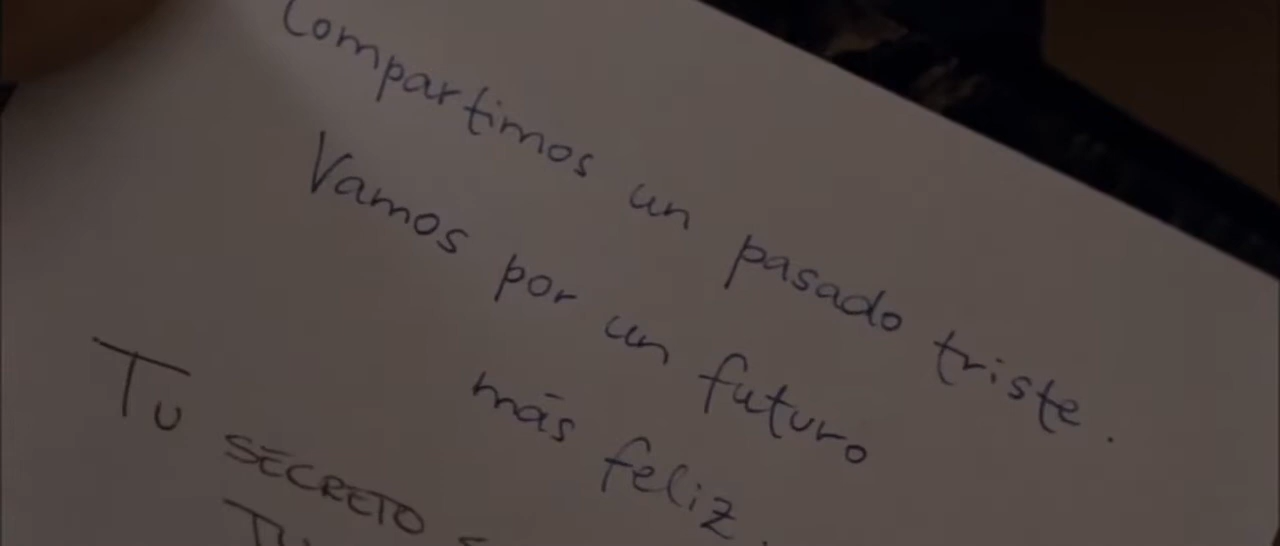 Compartimos un pasado triste.
Vamos por un futuro
más feliz.
Tu SECRETO